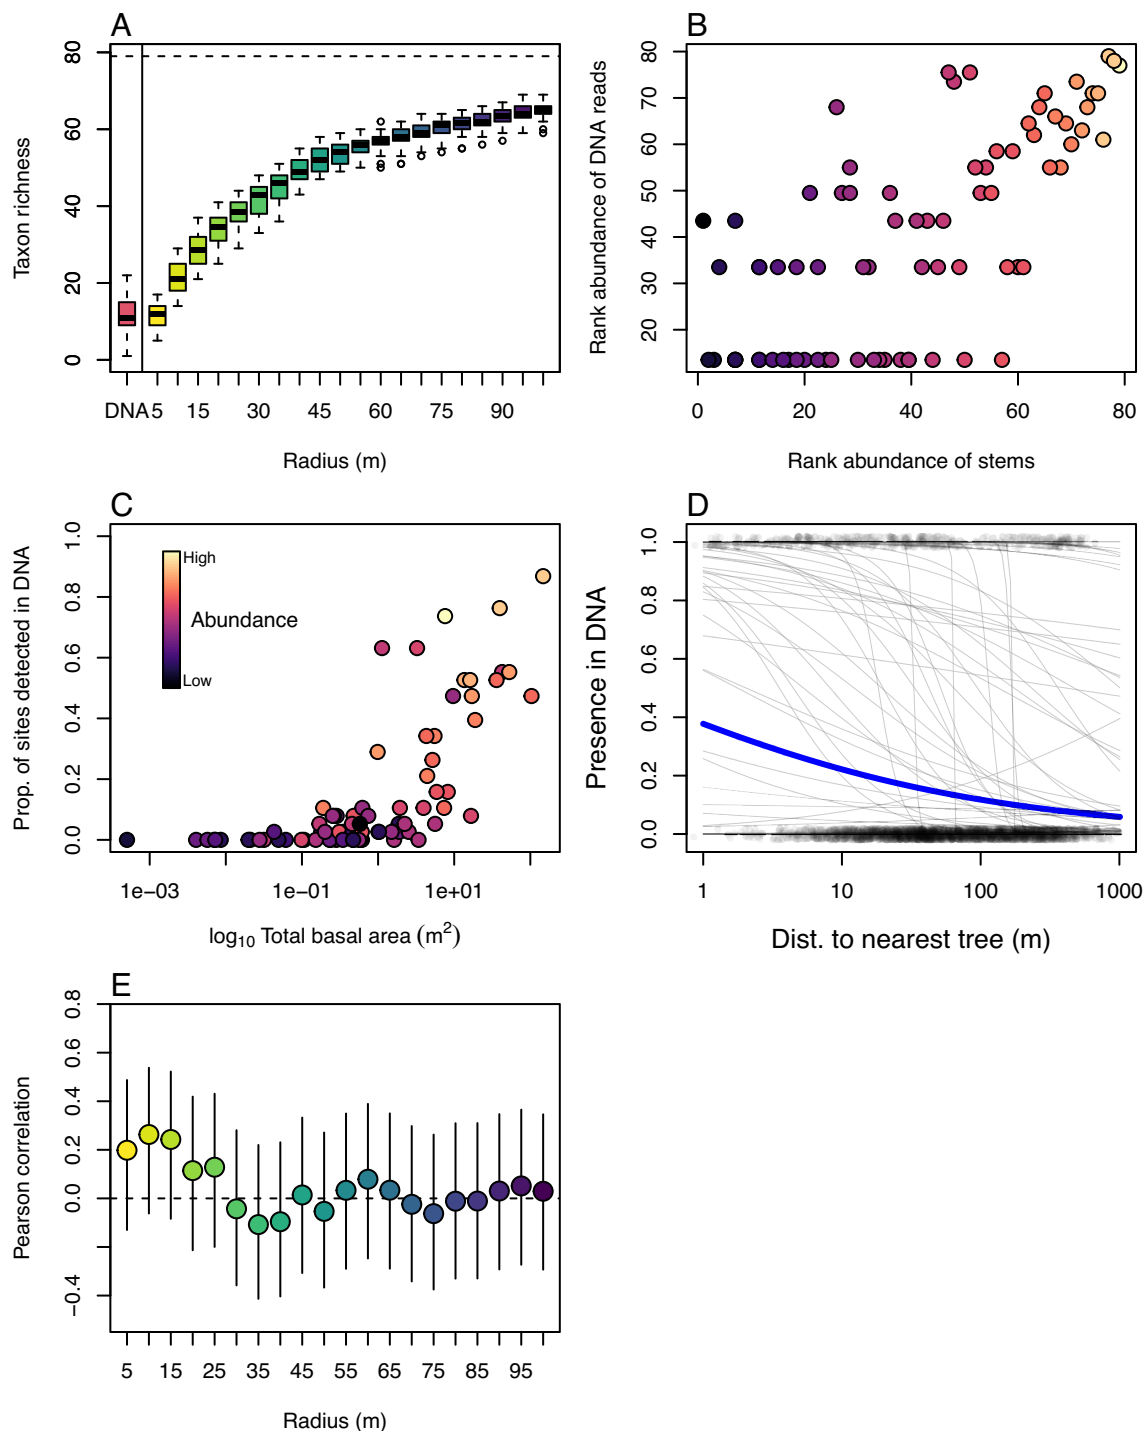 A
Taxon richness
80
60
40
20
0
DNA 5 15 30 45 60 75 90
Radius (m)
B
Rank abundance of DNA reads
80
70
60
50
40
30
20
0 20 40 60 80
Rank abundance of stems
C
Prop. of sites detected in DNA
1.0
0.8
0.6
0.4
0.2
0.0
High
Abundance
Low
1e−03 1e−01 1e+01
log10 Total basal area (m2)
D
Presence in DNA
1.0
0.8
0.6
0.4
0.2
0.0
1 10 100 1000
Dist. to nearest tree (m)
E
Pearson correlation
0.8
0.6
0.4
0.2
0.0
−0.4
5 15 25 35 45 55 65 75 85 95
Radius (m)